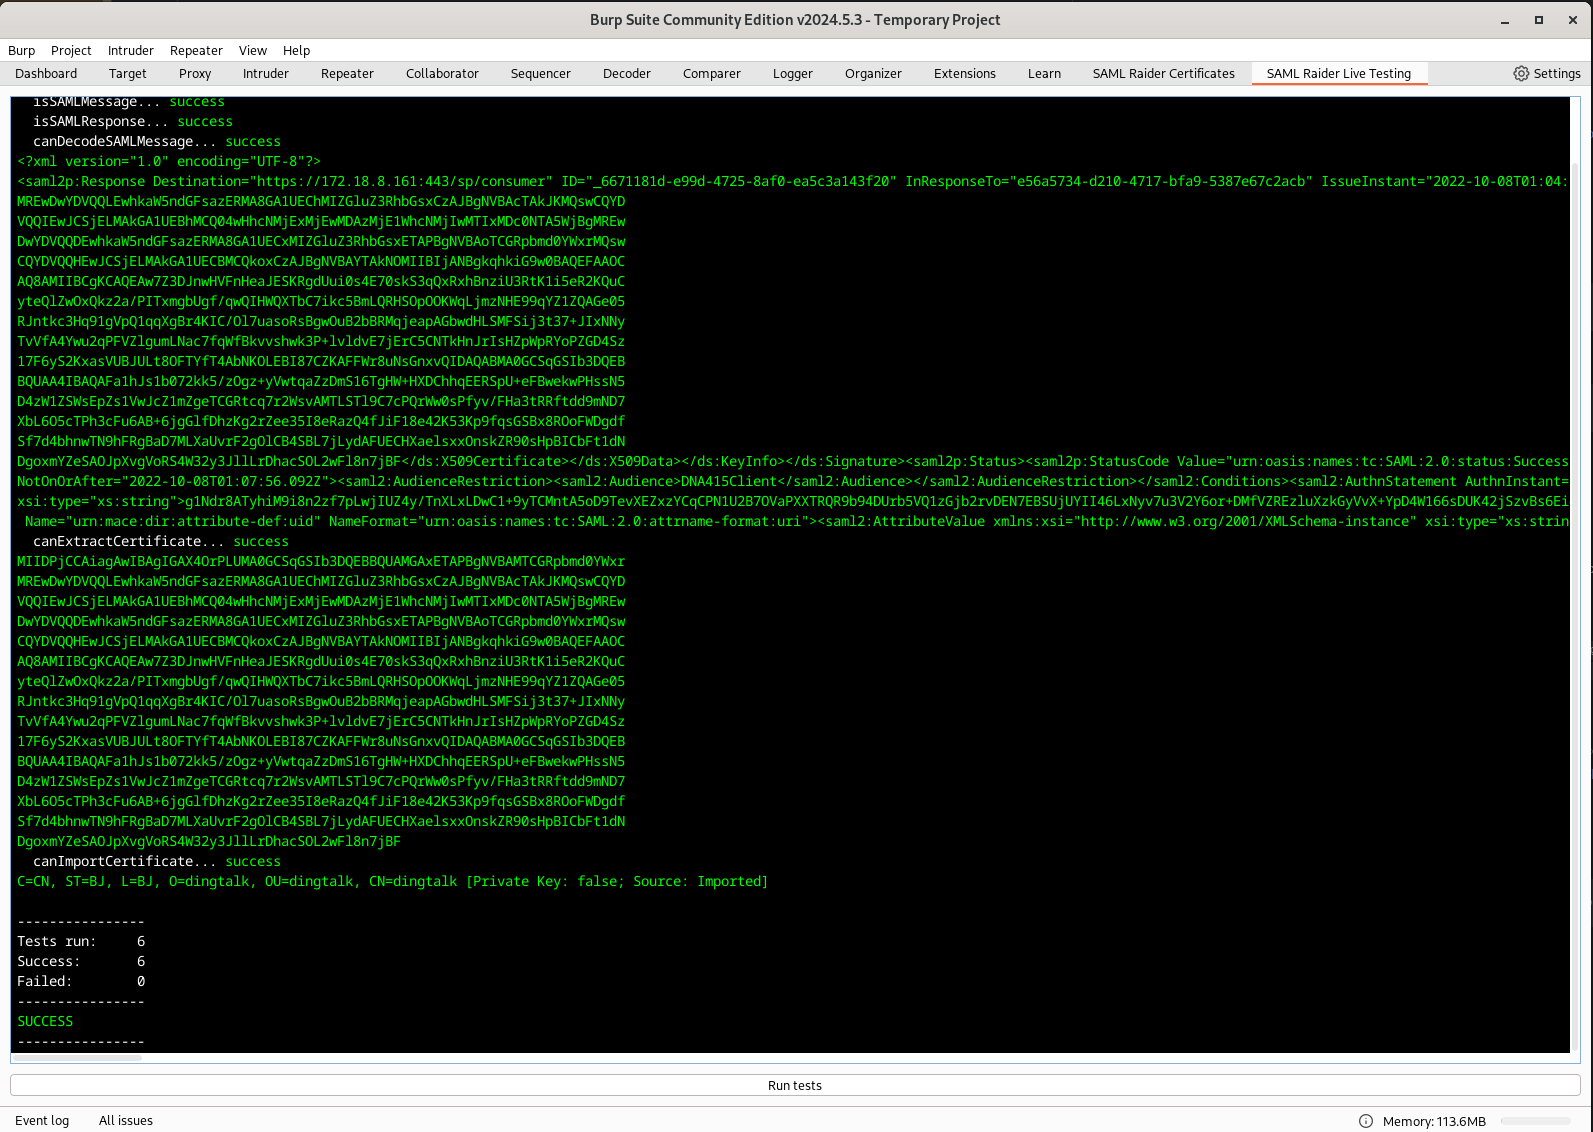 Burp Suite Community Edition v2024.5.3 - Temporary Project
Burp Project Intruder Repeater View Help
Dashboard Target Proxy Intruder Repeater Collaborator Sequencer Decoder Comparer Logger Organizer Extensions Learn SAML Raider Certificates SAML Raider Live Testing Settings
isSAMLMessage... success
isSAMLResponse... success
canDecodeSAMLMessage... success
<?xml version="1.0" encoding="UTF-8"?>
<saml2p:Response Destination="https://172.18.8.161:443/sp/consumer" ID="_6671181d-e99d-4725-8af0-ea5c3a143f20" InResponseTo="e56a5734-d210-4717-bfa9-5387e67c2acb" IssueInstant="2022-10-08T01:04:
MREwDwYDVQQLEwhkaW5ndGFsazERMA8GA1UEChMIZGluZ3RhbGsxCzAJBgNVBAcTAkJKMQswCQYD
VQQIEwJCSjELMAkGA1UEBhMCQ04wHhcNMjExMjEwMDAzMjE1WhcNMjIwMTIxMDc0NTA5WjBgMREw
DwYDVQQDEwhkaW5ndGFsazERMA8GA1UECxMIZGluZ3RhbGsxETAPBgNVBAoTCGRpbmd0YWxrMQsw
CQYDVQQHEwJCSjELMAkGA1UECBMCQkoxCzAJBgNVBAYTAkNOMIIBIjANBgkqhkiG9w0BAQEFAAOC
AQ8AMIIBCgKCAQEAw7Z3DJnwHVFnHeaJESKRgdUui0s4E70skS3qQxRxhBnziU3RtK1i5eR2KQuC
yteQlZwOxQkz2a/PITxmgbUgf/qwQIHWQXTbC7ikc5BmLQRHSOpOOKWqLjmzNHE99qYZ1ZQAGe05
RJntkc3Hq91gVpQ1qqXgBr4KIC/Ol7uasoRsBgwOuB2bBRMqjeapAGbwdHLSMFSij3t37+JIxNNy
TvVfA4Ywu2qPFVZlgumLNac7fqWfBkvvshwk3P+lvldvE7jErC5CNTkHnJrIsHZpWpRYoPZGD4Sz
17F6yS2KxasVUBJULt8OFTYfT4AbNKOLEBI87CZKAFFWr8uNsGnxvQIDAQABMA0GCSqGSIb3DQEB
BQUAA4IBAQAFa1hJs1b072kk5/zOgz+yVwtqaZzDmS16TgHW+HXDChhqEERSpU+eFBwekwPHssN5
D4zW1ZSWsEpZs1VwJcZ1mZgeTCGRtcq7r2WsvAMTLSTl9C7cPQrWw0sPfyv/FHa3tRRftdd9mND7
XbL6O5cTPh3cFu6AB+6jgGlfDhzKg2rZee35I8eRazQ4fJiF18e42K53Kp9fqsGSBx8ROoFWDgdf
Sf7d4bhnwTN9hFRgBaD7MLXaUvrF2gOlCB4SBL7jLydAFUECHXaelsxxOnskZR90sHpBICbFt1dN
DgoxmYZeSAOJpXvgVoRS4W32y3JllLrDhacSOL2wFl8n7jBF</ds:X509Certificate></ds:X509Data></ds:KeyInfo></ds:Signature><saml2p:Status><saml2p:StatusCode Value="urn:oasis:names:tc:SAML:2.0:status:Success
NotOnOrAfter="2022-10-08T01:07:56.092Z"><saml2:AudienceRestriction><saml2:Audience>DNA415Client</saml2:Audience></saml2:AudienceRestriction></saml2:Conditions><saml2:AuthnStatement AuthnInstant=
xsi:type="xs:string">g1Ndr8ATyhiM9i8n2zf7pLwjIUZ4y/TnXLxLDwC1+9yTCMntA5oD9TevXEZxzYCqCPN1U2B7OVaPXXTRQR9b94DUrb5VQ1zGjb2rvDEN7EBSUjUYII46LxNyv7u3V2Y6or+DMfVZREzluXzkGyVvX+YpD4W166sDUK42jSzvBs6Ei
Name="urn:mace:dir:attribute-def:uid" NameFormat="urn:oasis:names:tc:SAML:2.0:attrname-format:uri"><saml2:AttributeValue xmlns:xsi="http://www.w3.org/2001/XMLSchema-instance" xsi:type="xs:strin
canExtractCertificate... success
MIIDPjCCAiagAwIBAgIGAX4OrPLUMA0GCSqGSIb3DQEBBQUAMGAxETAPBgNVBAMTCGRpbmd0YWxr
MREwDwYDVQQLEwhkaW5ndGFsazERMA8GA1UEChMIZGluZ3RhbGsxCzAJBgNVBAcTAkJKMQswCQYD
VQQIEwJCSjELMAkGA1UEBhMCQ04wHhcNMjExMjEwMDAzMjE1WhcNMjIwMTIxMDc0NTA5WjBgMREw
DwYDVQQDEwhkaW5ndGFsazERMA8GA1UECxMIZGluZ3RhbGsxETAPBgNVBAoTCGRpbmd0YWxrMQsw
CQYDVQQHEwJCSjELMAkGA1UECBMCQkoxCzAJBgNVBAYTAkNOMIIBIjANBgkqhkiG9w0BAQEFAAOC
AQ8AMIIBCgKCAQEAw7Z3DJnwHVFnHeaJESKRgdUui0s4E70skS3qQxRxhBnziU3RtK1i5eR2KQuC
yteQlZwOxQkz2a/PITxmgbUgf/qwQIHWQXTbC7ikc5BmLQRHSOpOOKWqLjmzNHE99qYZ1ZQAGe05
RJntkc3Hq91gVpQ1qqXgBr4KIC/Ol7uasoRsBgwOuB2bBRMqjeapAGbwdHLSMFSij3t37+JIxNNy
TvVfA4Ywu2qPFVZlgumLNac7fqWfBkvvshwk3P+lvldvE7jErC5CNTkHnJrIsHZpWpRYoPZGD4Sz
17F6yS2KxasVUBJULt8OFTYfT4AbNKOLEBI87CZKAFFWr8uNsGnxvQIDAQABMA0GCSqGSIb3DQEB
BQUAA4IBAQAFa1hJs1b072kk5/zOgz+yVwtqaZzDmS16TgHW+HXDChhqEERSpU+eFBwekwPHssN5
D4zW1ZSWsEpZs1VwJcZ1mZgeTCGRtcq7r2WsvAMTLSTl9C7cPQrWw0sPfyv/FHa3tRRftdd9mND7
XbL6O5cTPh3cFu6AB+6jgGlfDhzKg2rZee35I8eRazQ4fJiF18e42K53Kp9fqsGSBx8ROoFWDgdf
Sf7d4bhnwTN9hFRgBaD7MLXaUvrF2gOlCB4SBL7jLydAFUECHXaelsxxOnskZR90sHpBICbFt1dN
DgoxmYZeSAOJpXvgVoRS4W32y3JllLrDhacSOL2wFl8n7jBF
canImportCertificate... success
C=CN, ST=BJ, L=BJ, O=dingtalk, OU=dingtalk, CN=dingtalk [Private Key: false; Source: Imported]
----------------
Tests run: 6
Success: 6
Failed: 0
----------------
SUCCESS
----------------
Run tests
Event log All issues Memory: 113.6MB